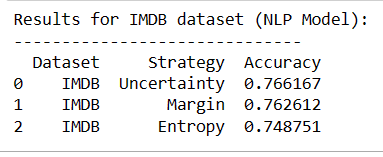 Results for IMDB dataset (NLP Model):
------------------------------
Dataset Strategy Accuracy
0 IMDB Uncertainty 0.766167
1 IMDB Margin 0.762612
2 IMDB Entropy 0.748751